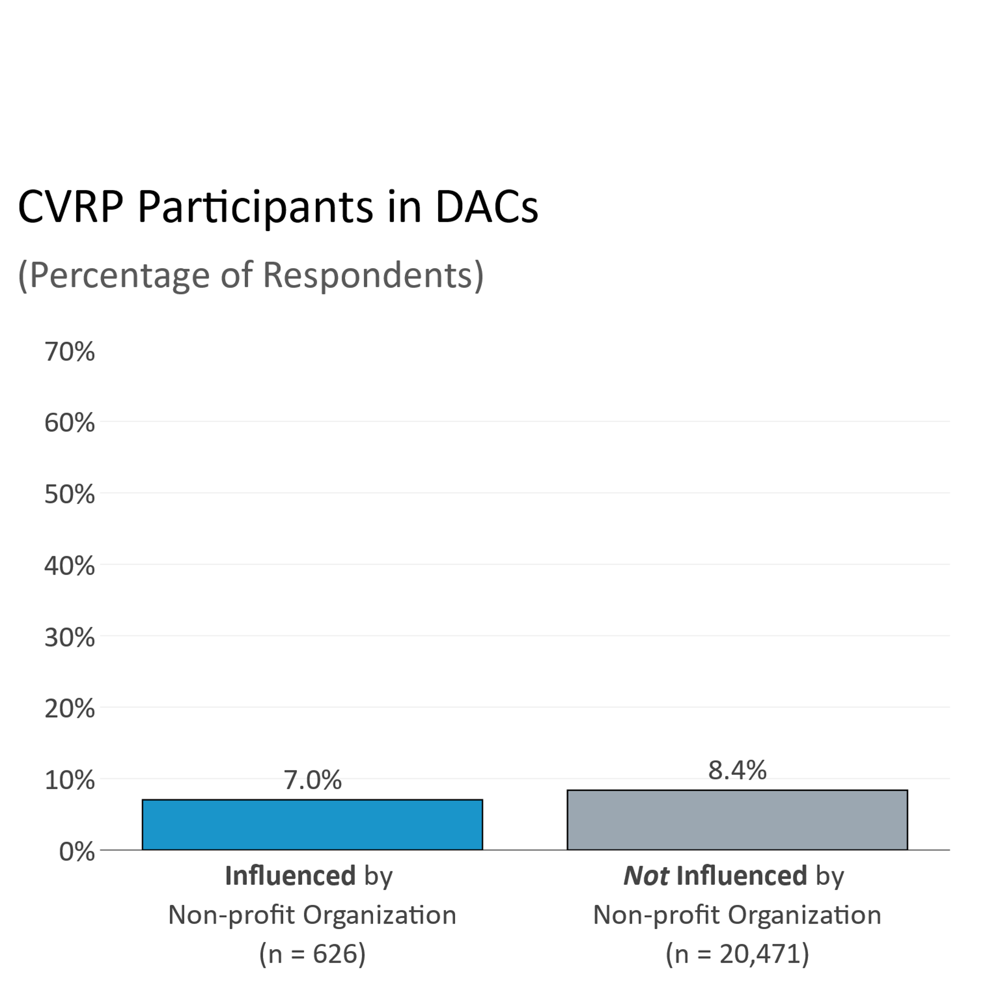 CVRP Participants in DACs
(Percentage of Respondents)
70%
60%
50%
40%
30%
20%
10%
0%
7.0%
8.4%
Influenced by
Non-profit Organization
(n = 626)
Not Influenced by
Non-profit Organization
(n = 20,471)